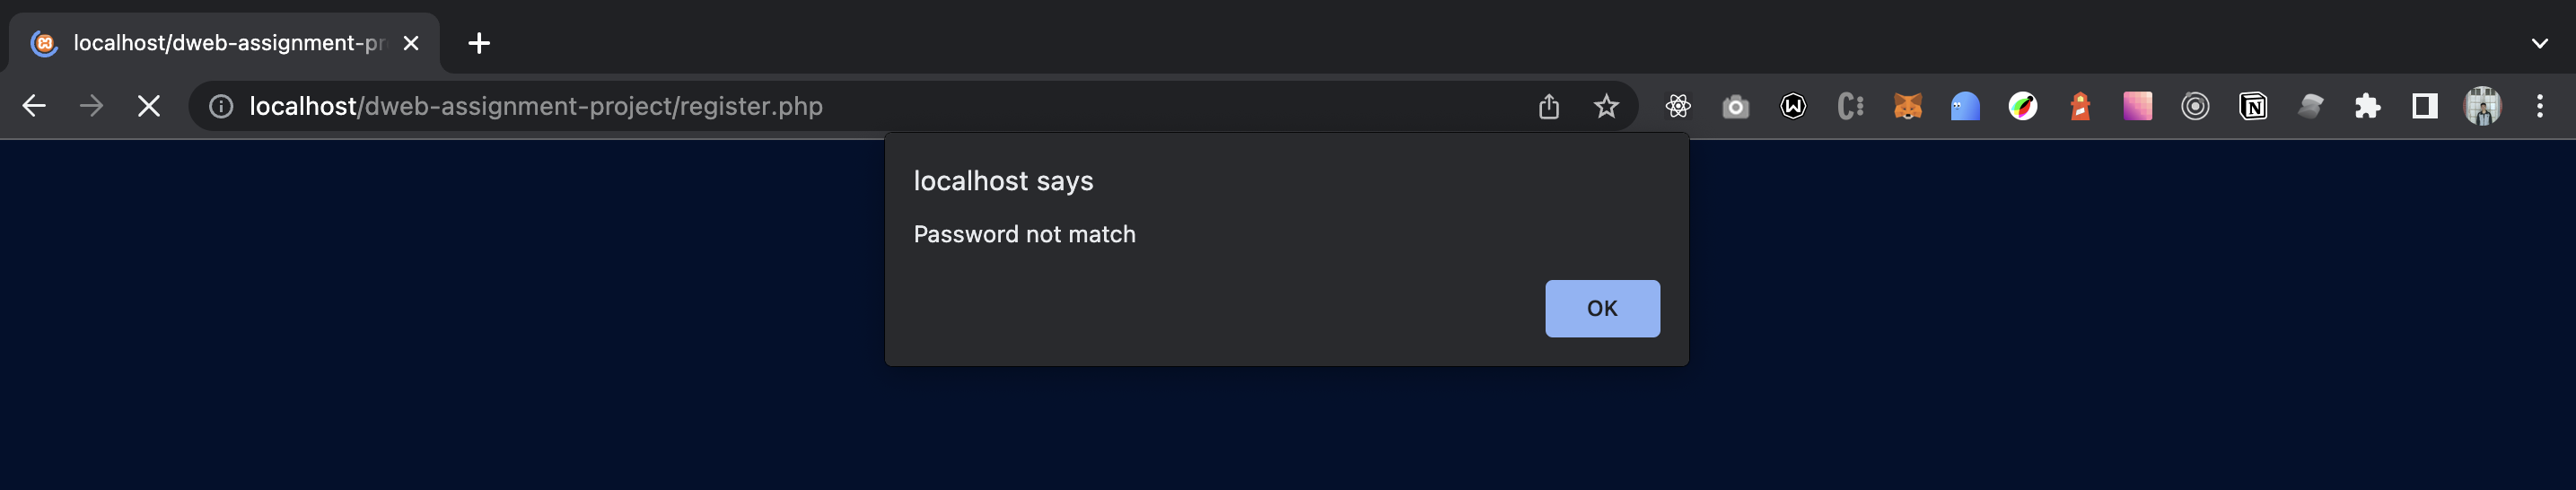 localhost/dweb-assignment-pr
localhost/dweb-assignment-project/register.php
localhost says
Password not match
OK